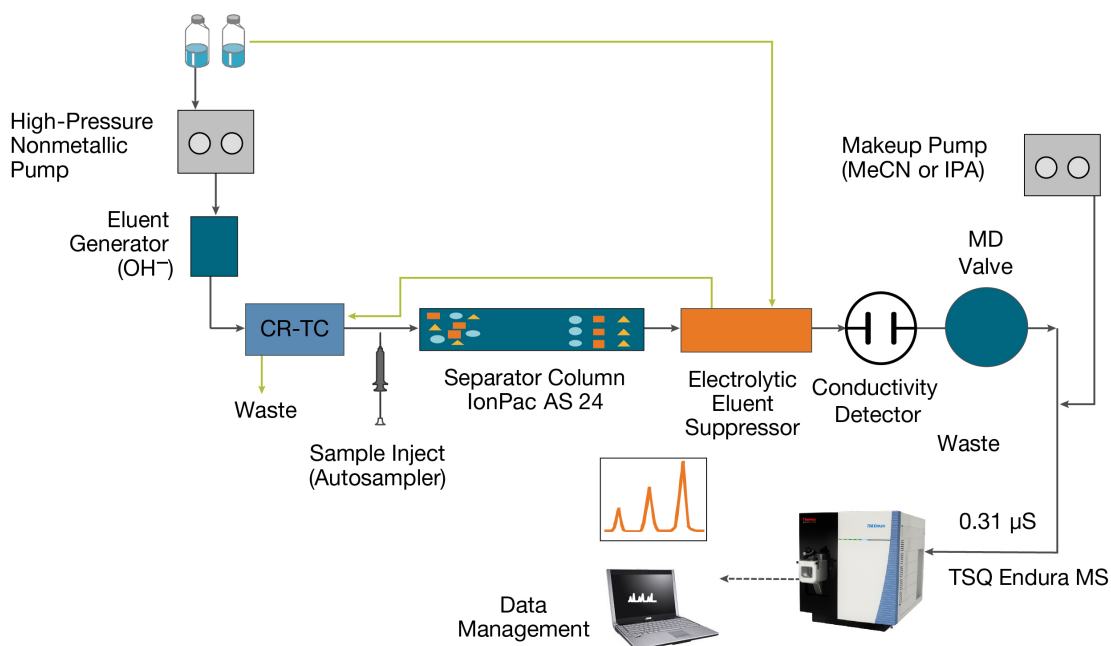 High-Pressure
Nonmetallic
Pump
Makeup Pump
(MeCN or IPA)
Eluent
Generator
(OH⁻)
MD
Valve
CR-TC
Waste
Sample Inject
(Autosampler)
Separator Column
IonPac AS 24
Electrolytic
Eluent
Suppressor
Conductivity
Detector
Waste
0.31 µS
TSQ Endura MS
Data
Management